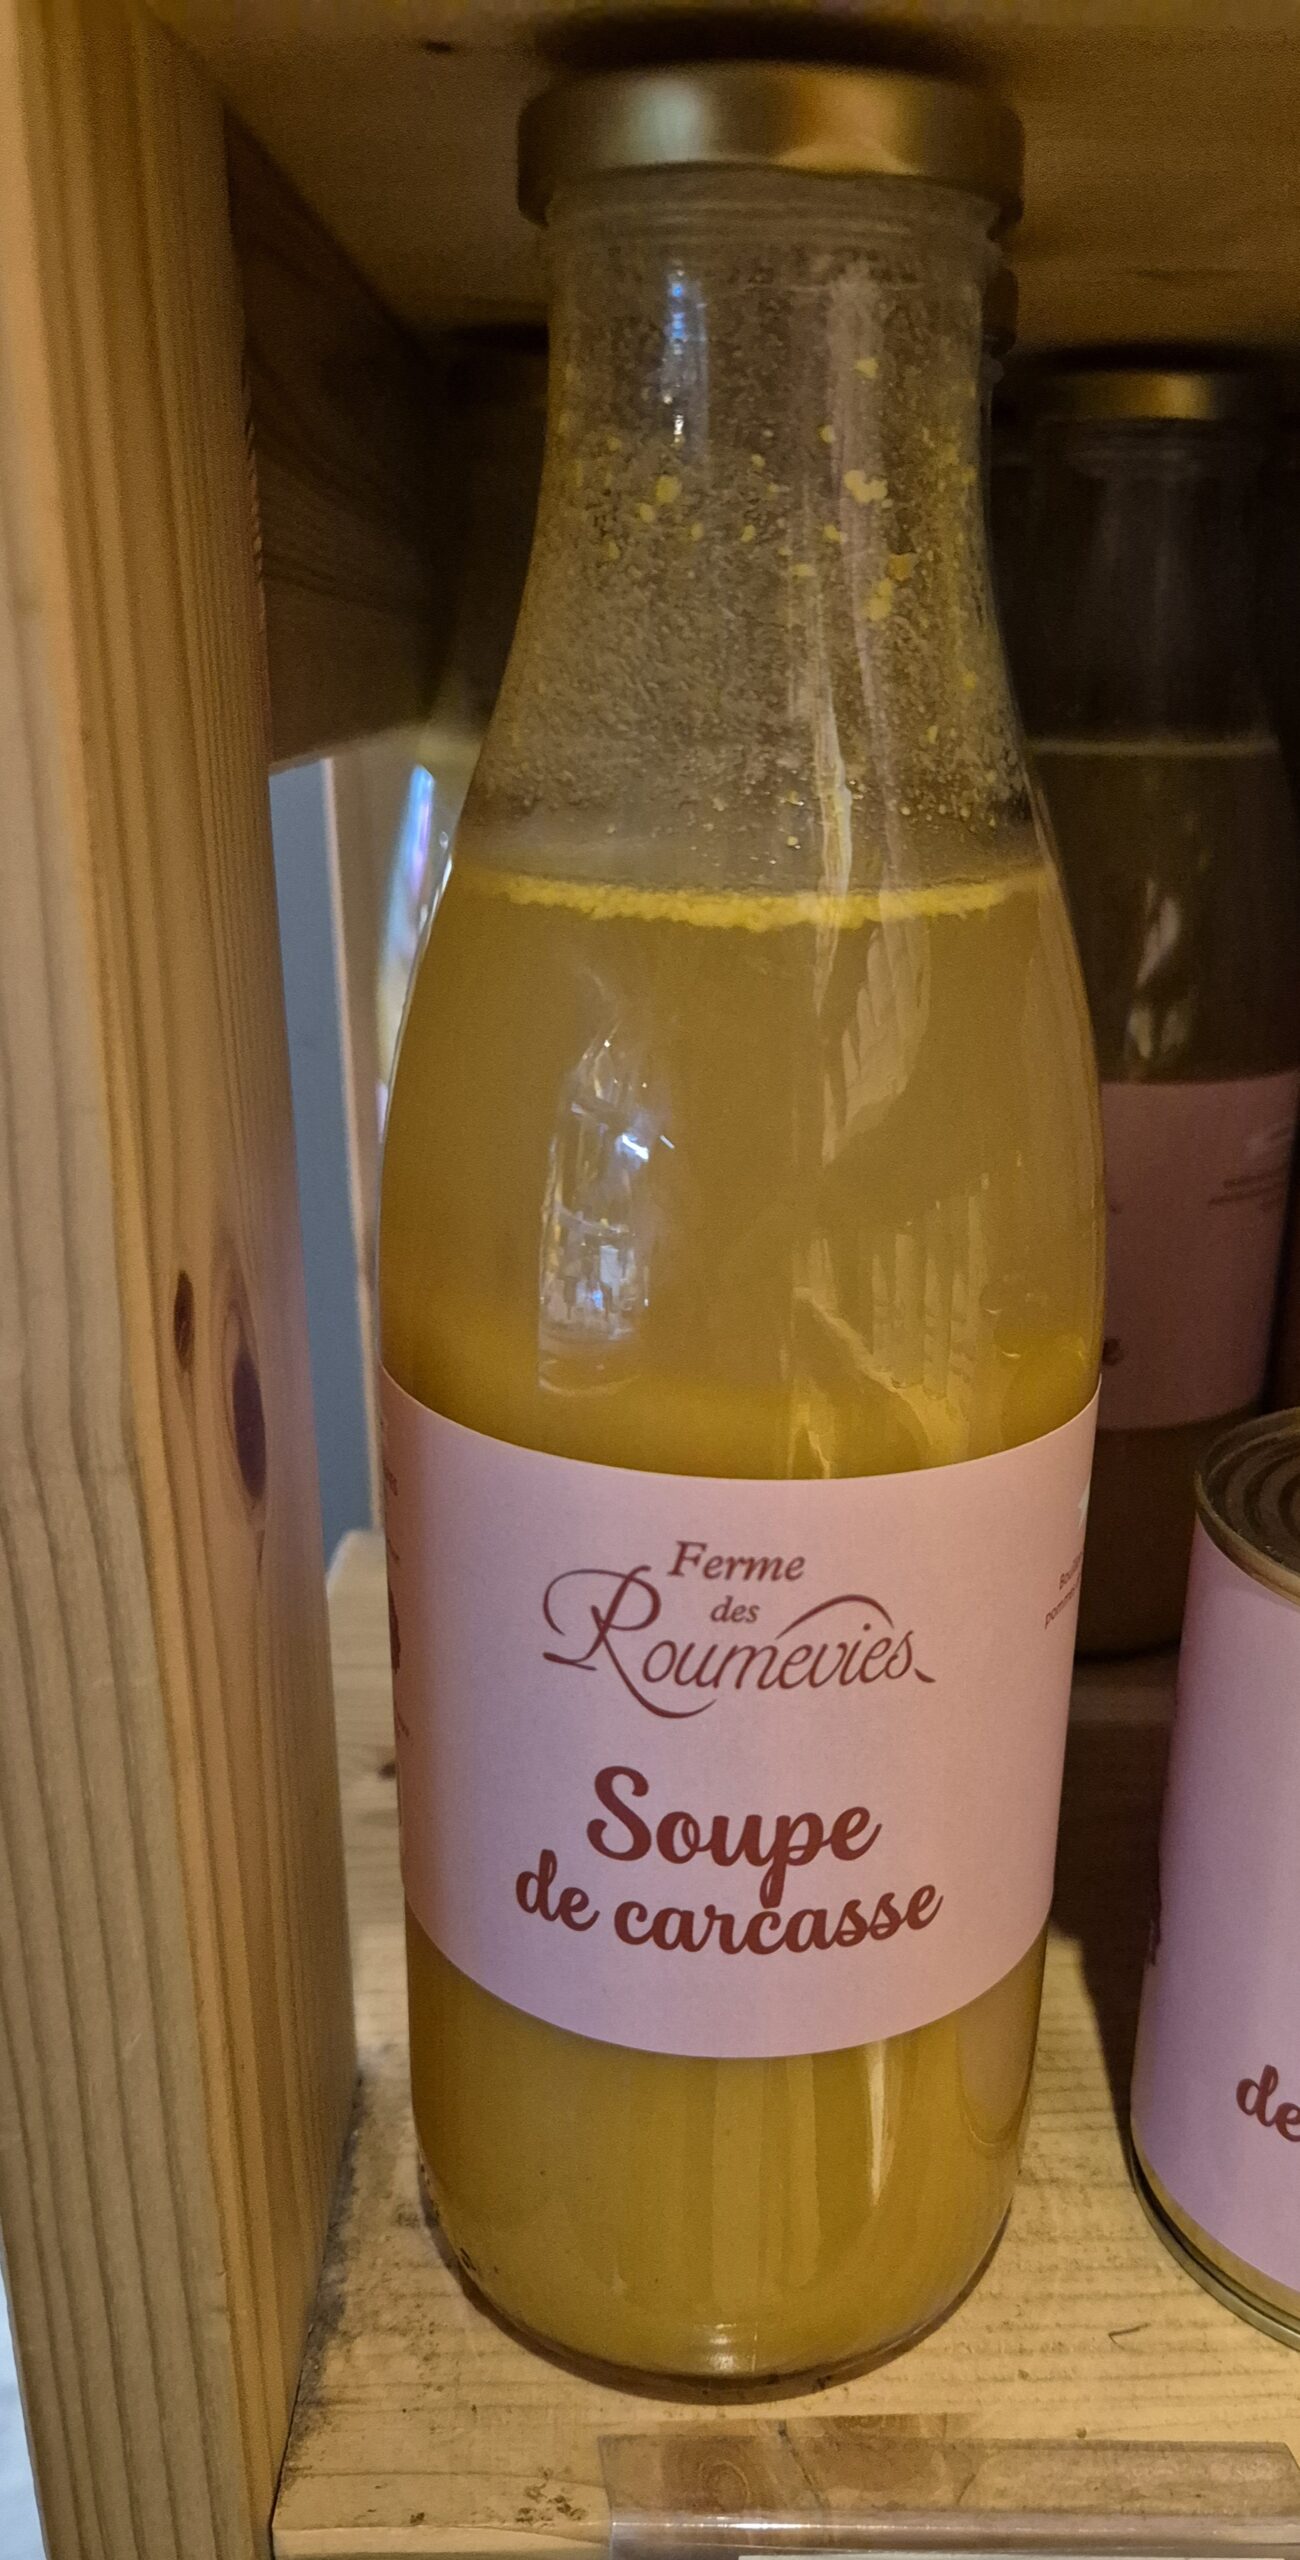 Ferme
des
Roumevies
Soupe
de carcasse
de